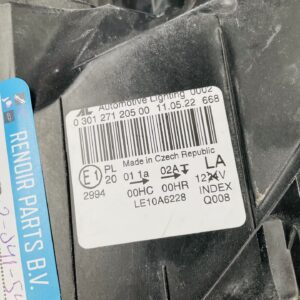 AL Automotive Lighting 0002
0 301 271 205 00 11.05.22 668
Made in Czech Republic
E1 PL 01 1a 02A LA
20 00HC 00HR 12V
2994 INDEX
LE10A6228 Q008
RENOIR PARTS B.V.